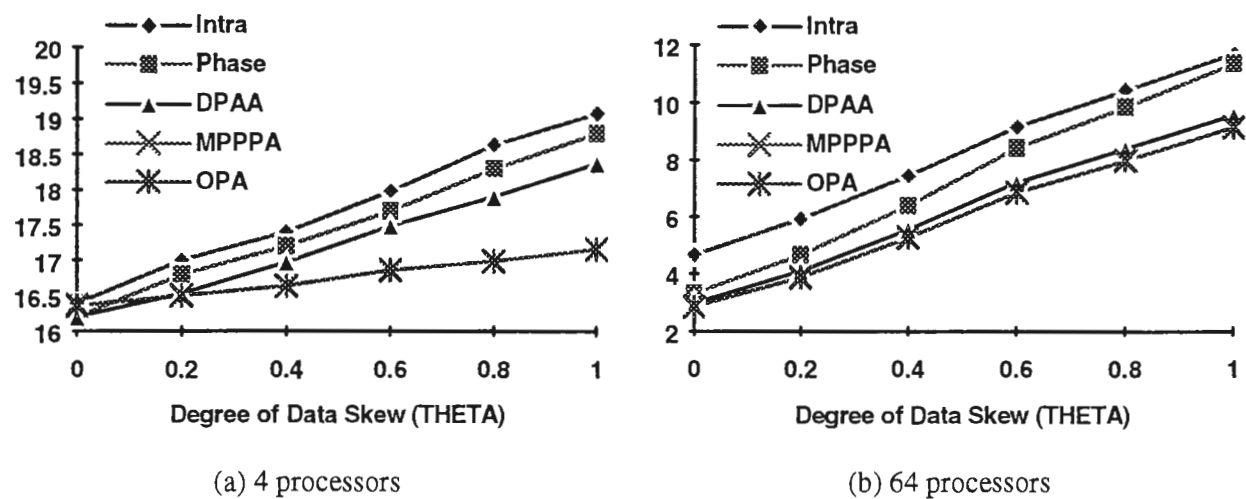 Intra
Phase
DPAA
MPPPA
OPA
20
19.5
19
18.5
18
17.5
17
16.5
16
0 0.2 0.4 0.6 0.8 1
Degree of Data Skew (THETA)
(a) 4 processors
Intra
Phase
DPAA
MPPPA
OPA
12
10
8
6
4
2
0 0.2 0.4 0.6 0.8 1
Degree of Data Skew (THETA)
(b) 64 processors